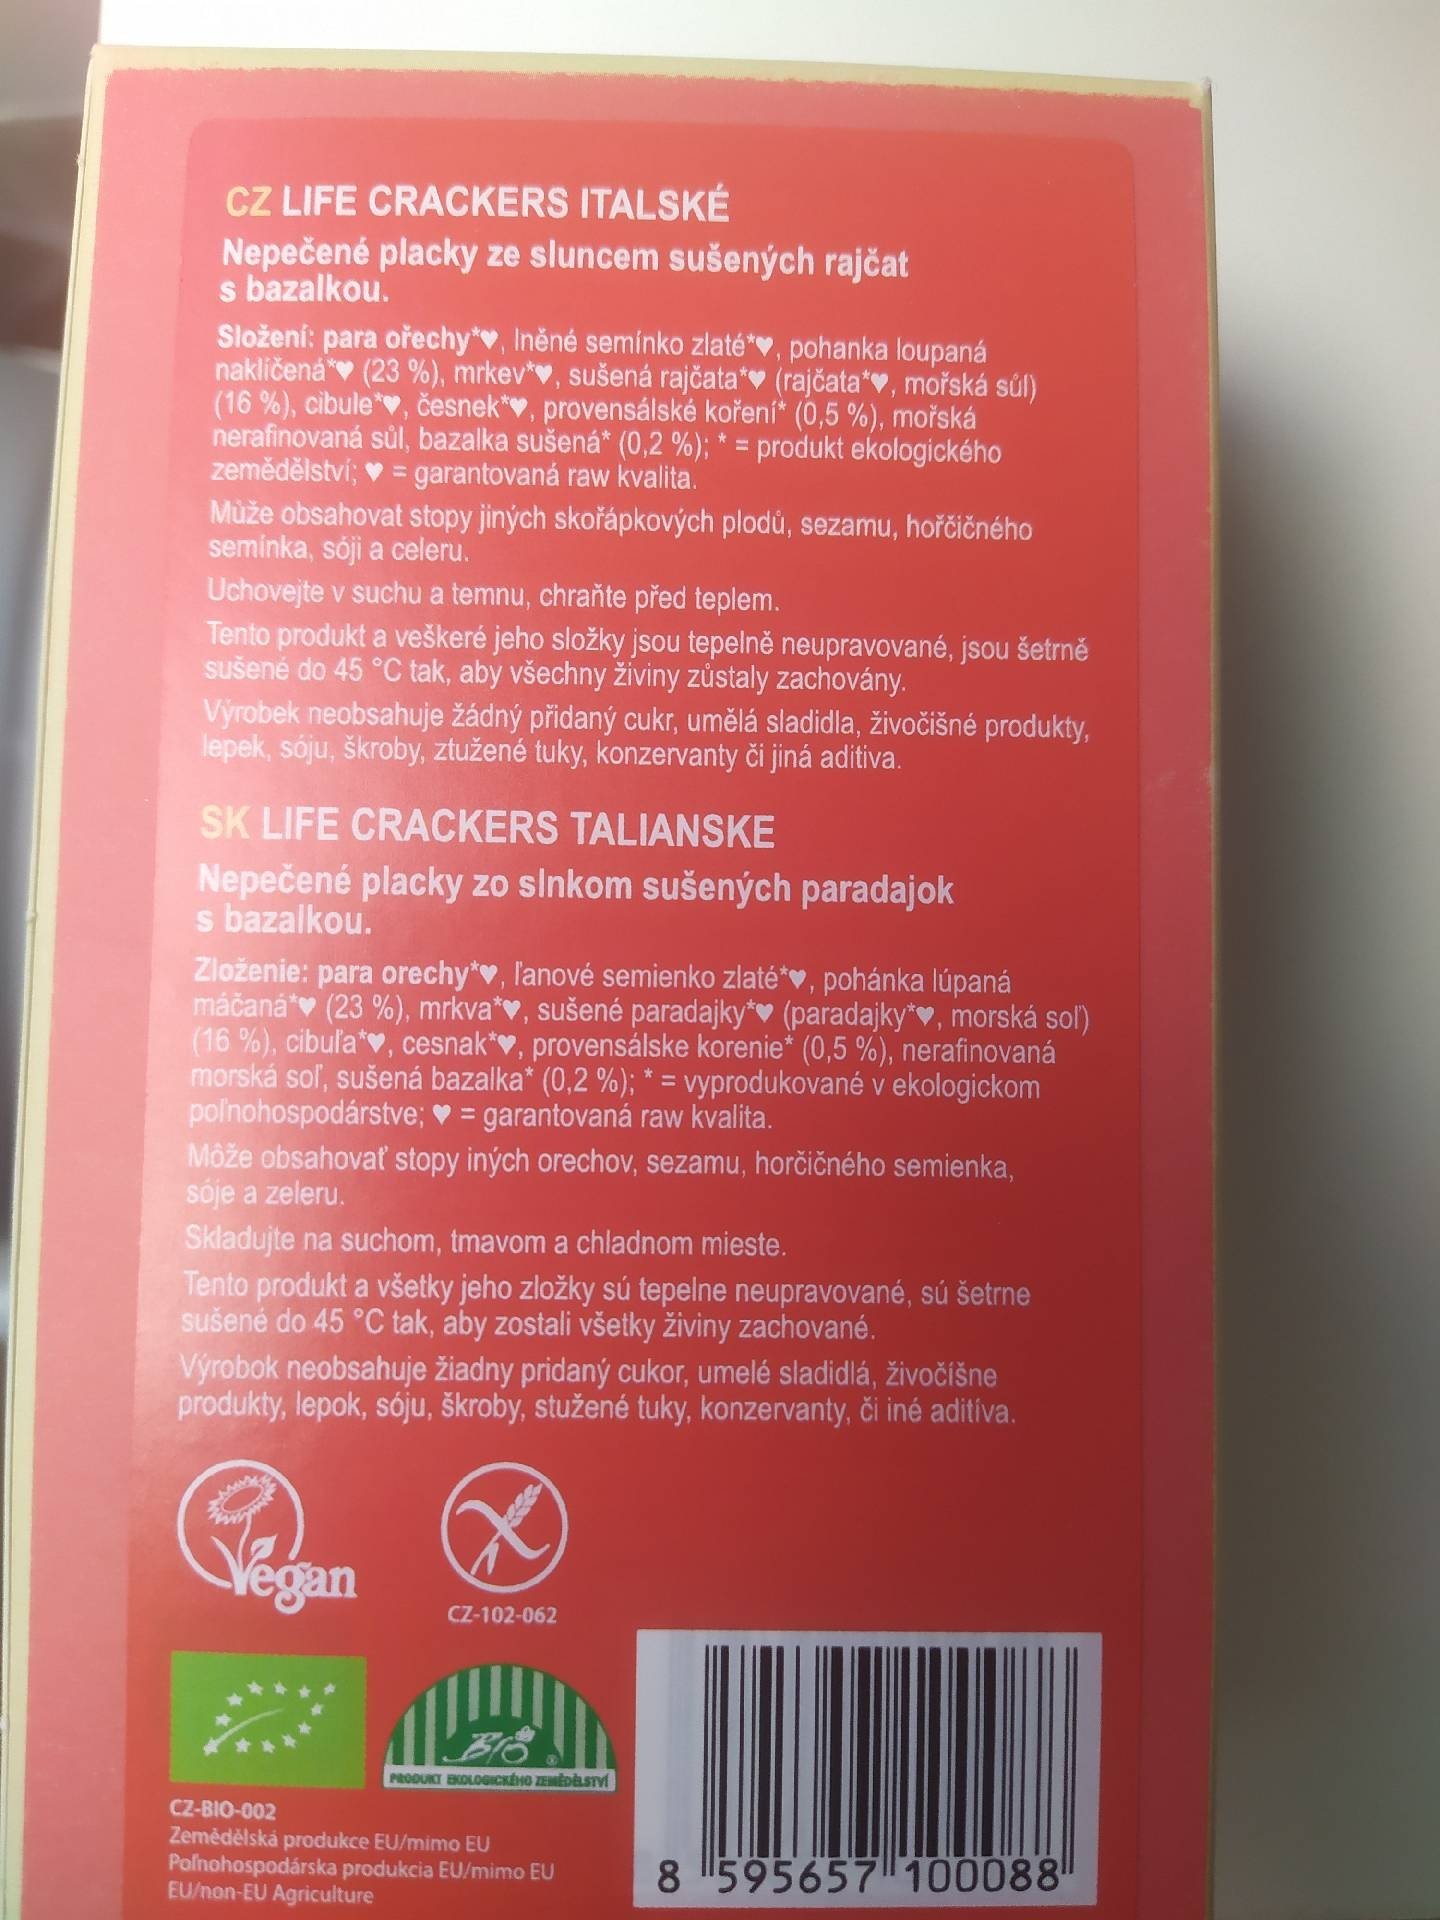 CZ LIFE CRACKERS ITALSKÉ
Nepečené placky ze sluncem sušených rajčat
s bazalkou.
Složení: para ořechy*♥, lněné semínko zlaté*♥, pohanka loupaná
naklíčená*♥ (23 %), mrkev*♥, sušená rajčata*♥ (rajčata*♥, mořská sůl)
(16 %), cibule*♥, česnek*♥, provensálské koření* (0,5 %), mořská
nerafinovaná sůl, bazalka sušená* (0,2 %); * = produkt ekologického
zemědělství; ♥ = garantovaná raw kvalita.
Může obsahovat stopy jiných skořápkových plodů, sezamu, hořčičného
semínka, sóji a celeru.
Uchovejte v suchu a temnu, chraňte před teplem.
Tento produkt a veškeré jeho složky jsou tepelně neupravované, jsou šetrně
sušené do 45 °C tak, aby všechny živiny zůstaly zachovány.
Výrobek neobsahuje žádný přidaný cukr, umělá sladidla, živočišné produkty,
lepek, sóju, škroby, ztužené tuky, konzervanty či jiná aditiva.
SK LIFE CRACKERS TALIANSKE
Nepečené placky zo slnkom sušených paradajok
s bazalkou.
Zloženie: para orechy*♥, ľanové semienko zlaté*♥, pohánka lúpaná
máčaná*♥ (23 %), mrkva*♥, sušené paradajky*♥ (paradajky*♥, morská soľ)
(16 %), cibuľa*♥, cesnak*♥, provensálske korenie* (0,5 %), nerafinovaná
morská soľ, sušená bazalka* (0,2 %); * = vyprodukované v ekologickom
poľnohospodárstve; ♥ = garantovaná raw kvalita.
Môže obsahovať stopy iných orechov, sezamu, horčičného semienka,
sóje a zeleru.
Skladujte na suchom, tmavom a chladnom mieste.
Tento produkt a všetky jeho zložky sú tepelne neupravované, sú šetrne
sušené do 45 °C tak, aby zostali všetky živiny zachované.
Výrobok neobsahuje žiadny pridaný cukor, umelé sladidlá, živočíšne
produkty, lepok, sóju, škroby, stužené tuky, konzervanty, či iné aditíva.
Vegan
CZ-102-062
BIO ®
PRODUKT EKOLOGICKÉHO ZEMĚDĚLSTVÍ
CZ-BIO-002
Zemědělská produkce EU/mimo EU
Poľnohospodárska produkcia EU/mimo EU
EU/non-EU Agriculture
8 595657 100088